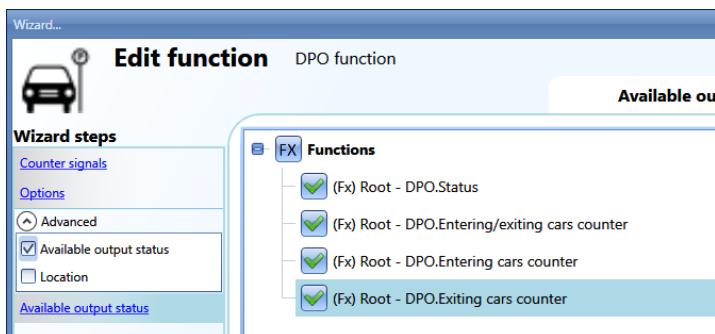 Wizard...
Edit function DPO function
Available ou
Wizard steps
Counter signals
Options
Advanced
Available output status
Location
Available output status
FX Functions
(Fx) Root - DPO.Status
(Fx) Root - DPO.Entering/exiting cars counter
(Fx) Root - DPO.Entering cars counter
(Fx) Root - DPO.Exiting cars counter